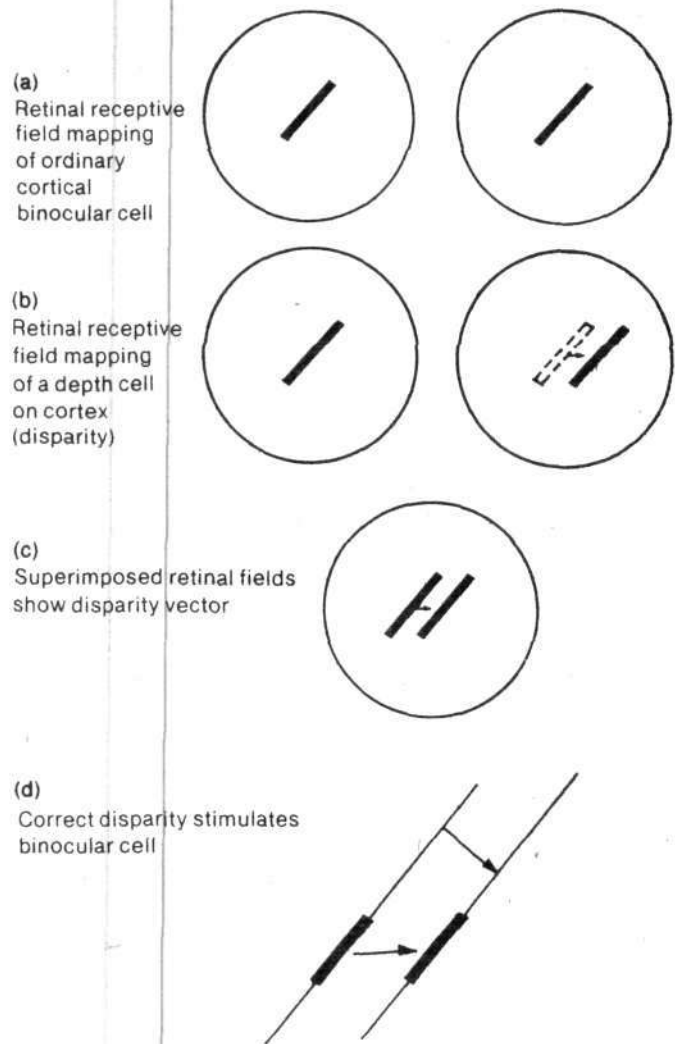 (a)
Retinal receptive
field mapping
of ordinary
cortical
binocular cell
(b)
Retinal receptive
field mapping
of a depth cell
on cortex
(disparity)
(c)
Superimposed retinal fields
show disparity vector
(d)
Correct disparity stimulates
binocular cell